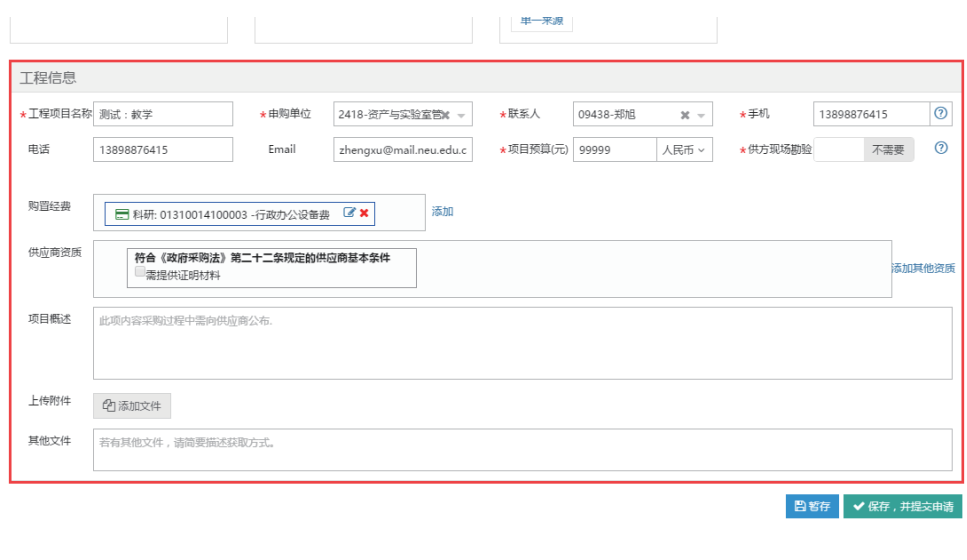 单一来源
工程信息
*工程项目名称 测试：教学 *申购单位 2418-资产与实验室管 *联系人 09438-郑旭 *手机 13898876415
电话 13898876415 Email zhengxu@mail.neu.edu.c *项目预算(元) 99999 人民币 *供方现场勘验 不需要
购置经费 科研: 01310014100003 -行政办公设备费 添加
供应商资质 符合《政府采购法》第二十二条规定的供应商基本条件
需提供证明材料
添加其他资质
项目概述 此项内容采购过程中需向供应商公布.
上传附件 添加文件
其他文件 若有其他文件，请简要描述获取方式。
暂存 保存，并提交申请